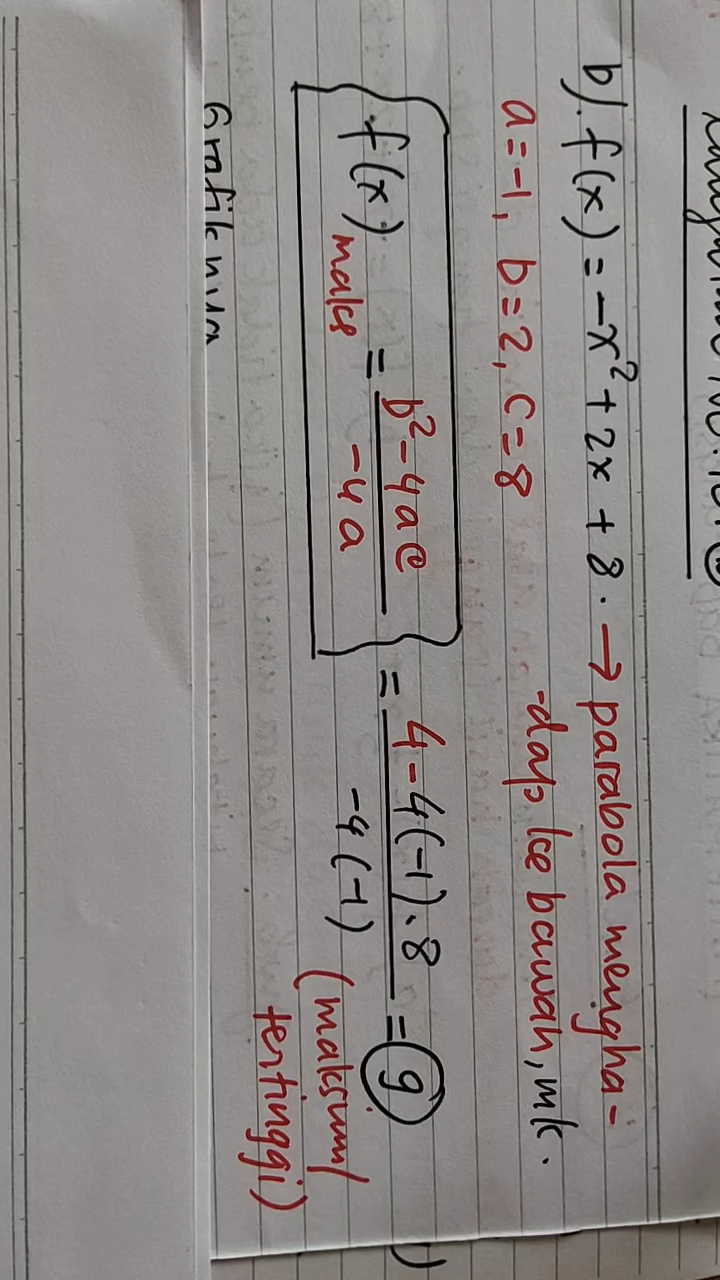 b). f(x) = -x² + 2x + 8. → parabola mengha-
a = -1, b = 2, c = 8 -dap ke bawah, mk.
f(x) maks = b² - 4ac / -4a = 4 - 4(-1).8 / -4(-1) = 9 (maksimum/
tertinggi)
Grafiknya